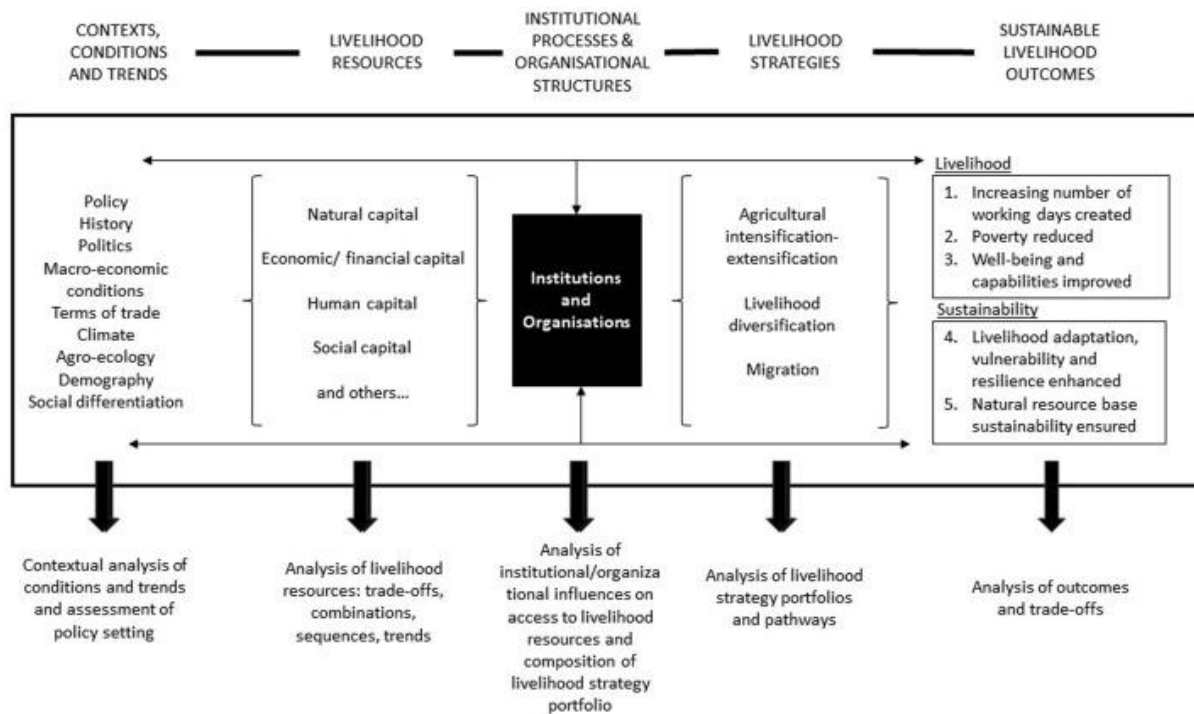 CONTEXTS,
CONDITIONS
AND TRENDS
LIVELIHOOD
RESOURCES
INSTITUTIONAL
PROCESSES &
ORGANISATIONAL
STRUCTURES
LIVELIHOOD
STRATEGIES
SUSTAINABLE
LIVELIHOOD
OUTCOMES
Policy
History
Politics
Macro-economic
conditions
Terms of trade
Climate
Agro-ecology
Demography
Social differentiation
Natural capital
Economic/ financial capital
Human capital
Social capital
and others...
Institutions
and
Organisations
Agricultural
intensification-
extensification
Livelihood
diversification
Migration
Livelihood
1. Increasing number of
working days created
2. Poverty reduced
3. Well-being and
capabilities improved
Sustainability
4. Livelihood adaptation,
vulnerability and
resilience enhanced
5. Natural resource base
sustainability ensured
Contextual analysis of
conditions and trends
and assessment of
policy setting
Analysis of livelihood
resources: trade-offs,
combinations,
sequences, trends
Analysis of
institutional/organiza
tional influences on
access to livelihood
resources and
composition of
livelihood strategy
portfolio
Analysis of livelihood
strategy portfolios
and pathways
Analysis of outcomes
and trade-offs